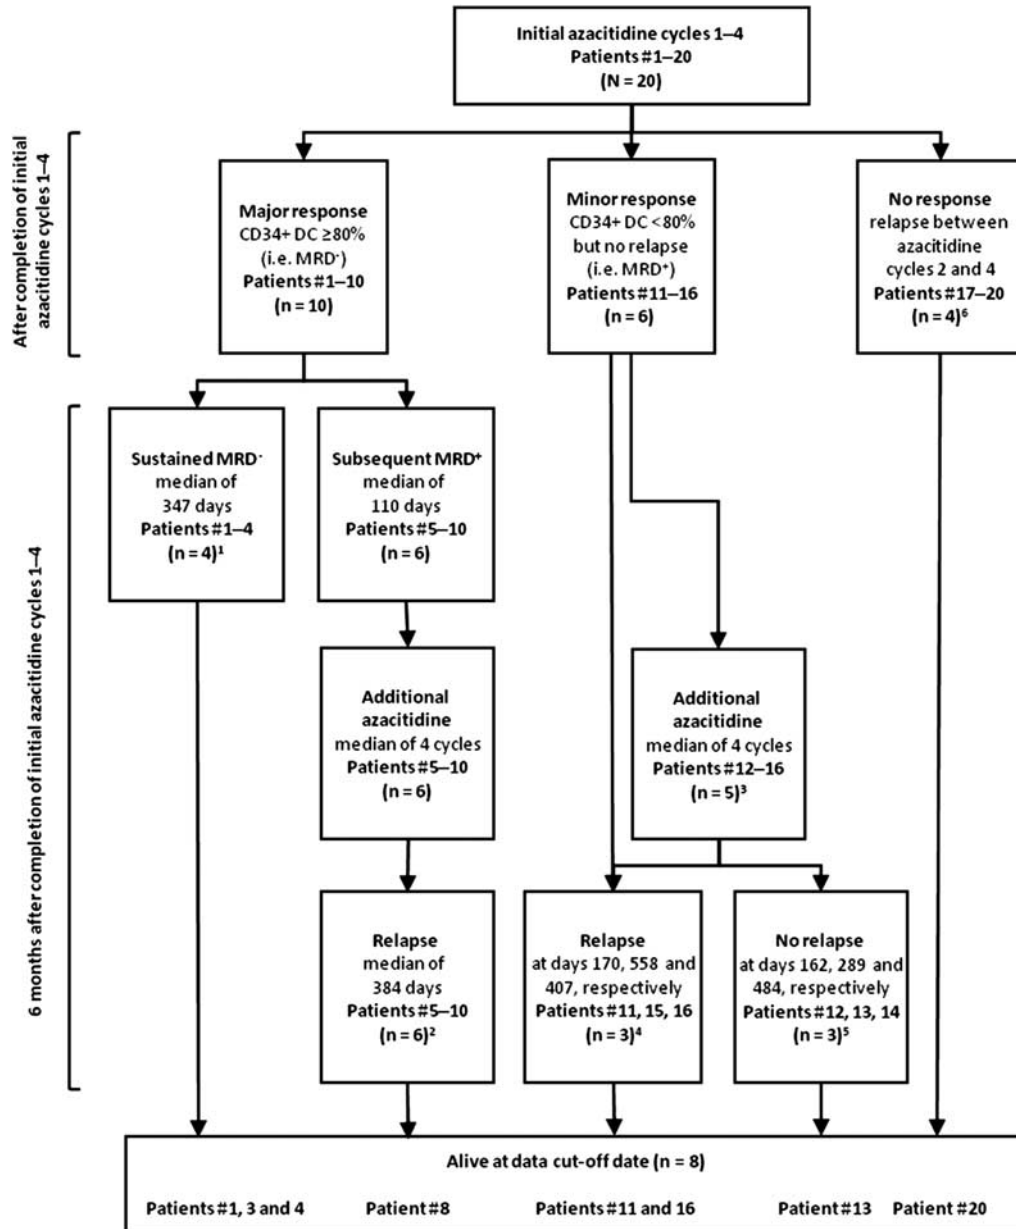 Initial azacitidine cycles 1–4
Patients #1–20
(N = 20)
After completion of initial
azacitidine cycles 1–4
Major response
CD34+ DC ≥80%
(i.e. MRD⁻)
Patients #1–10
(n = 10)
Minor response
CD34+ DC <80%
but no relapse
(i.e. MRD⁺)
Patients #11–16
(n = 6)
No response
relapse between
azacitidine
cycles 2 and 4
Patients #17–20
(n = 4)⁶
6 months after completion of initial azacitidine cycles 1–4
Sustained MRD⁻
median of
347 days
Patients #1–4
(n = 4)¹
Subsequent MRD⁺
median of
110 days
Patients #5–10
(n = 6)
Additional
azacitidine
median of 4 cycles
Patients #5–10
(n = 6)
Additional
azacitidine
median of 4 cycles
Patients #12–16
(n = 5)³
Relapse
median of
384 days
Patients #5–10
(n = 6)²
Relapse
at days 170, 558 and
407, respectively
Patients #11, 15, 16
(n = 3)⁴
No relapse
at days 162, 289 and
484, respectively
Patients #12, 13, 14
(n = 3)⁵
Alive at data cut-off date (n = 8)
Patients #1, 3 and 4 Patient #8 Patients #11 and 16 Patient #13 Patient #20